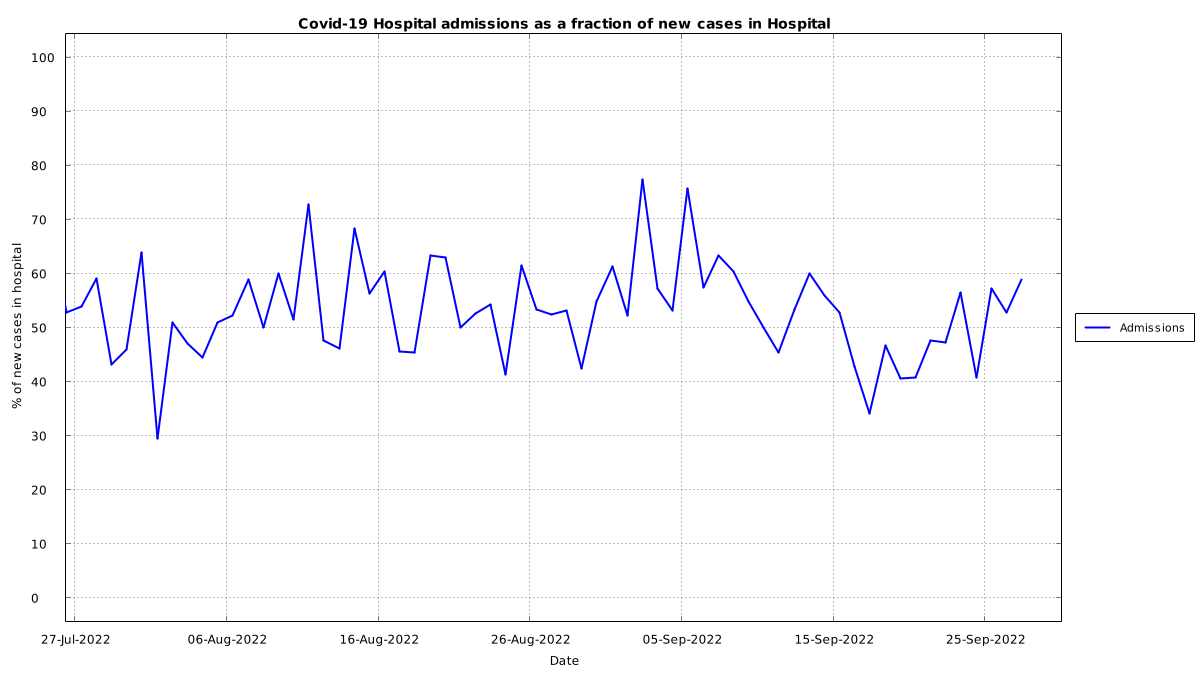 Covid-19 Hospital admissions as a fraction of new cases in Hospital
% of new cases in hospital
100
90
80
70
60
50
40
30
20
10
0
27-Jul-2022 06-Aug-2022 16-Aug-2022 26-Aug-2022 05-Sep-2022 15-Sep-2022 25-Sep-2022
Date
Admissions